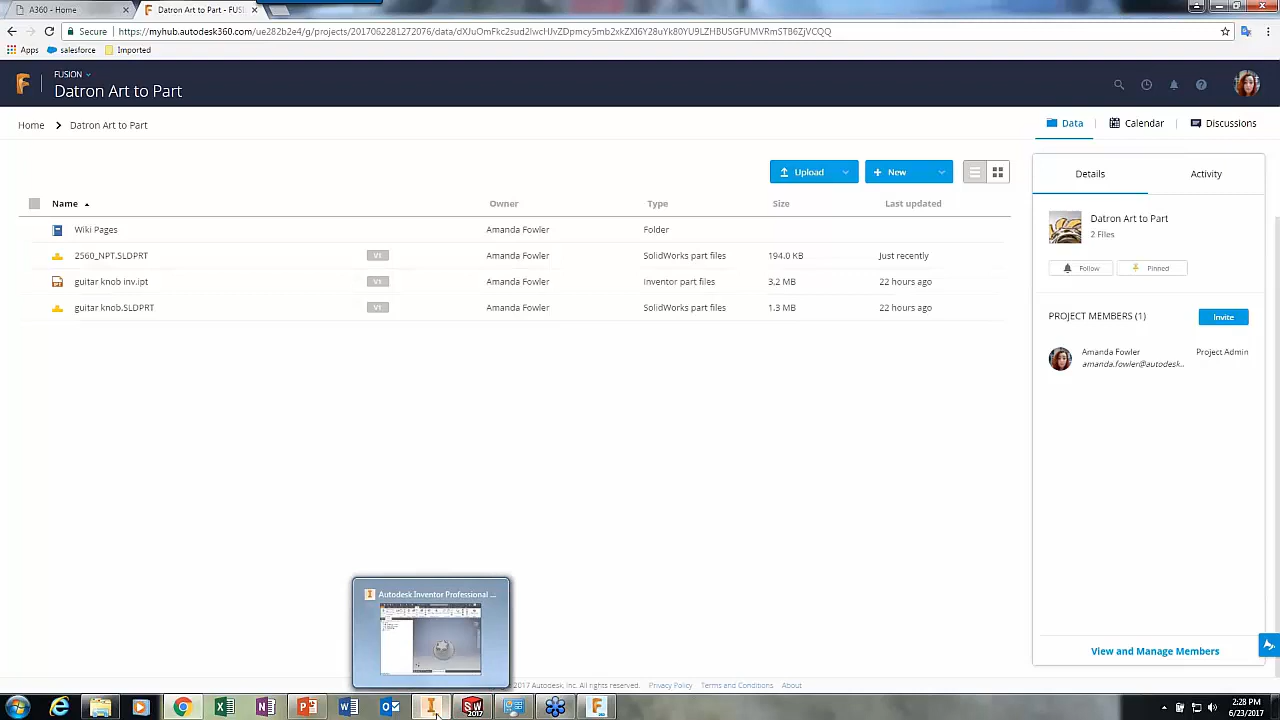 A360 - Home
Datron Art to Part - FUSI
Secure
https://myhub.autodesk360.com/ue282b2e4/g/projects/2017062281272076/data/dXJuOmFkc2sud2lwcHJvZDpmcy5mb2xkZXI6Y28uYk80YU9LZHBUSGFUMVRmSTB6ZjVCQQ
Apps
salesforce
Imported
FUSION
Datron Art to Part
Home
Datron Art to Part
Data
Calendar
Discussions
Upload
New
Details
Activity
Name
Owner
Type
Size
Last updated
Wiki Pages
Amanda Fowler
Folder
2560_NPT.SLDPRT
V1
Amanda Fowler
SolidWorks part files
194.0 KB
Just recently
guitar knob inv.ipt
V1
Amanda Fowler
Inventor part files
3.2 MB
22 hours ago
guitar knob.SLDPRT
V1
Amanda Fowler
SolidWorks part files
1.3 MB
22 hours ago
Datron Art to Part
2 Files
Follow
Pinned
PROJECT MEMBERS (1)
Invite
Amanda Fowler
Project Admin
amanda.fowler@autodesk..
View and Manage Members
Autodesk Inventor Professional ...
2017 Autodesk, Inc. All rights reserved.
Privacy Policy
Terms and Conditions
About
SW
2017
2:28 PM
6/23/2017